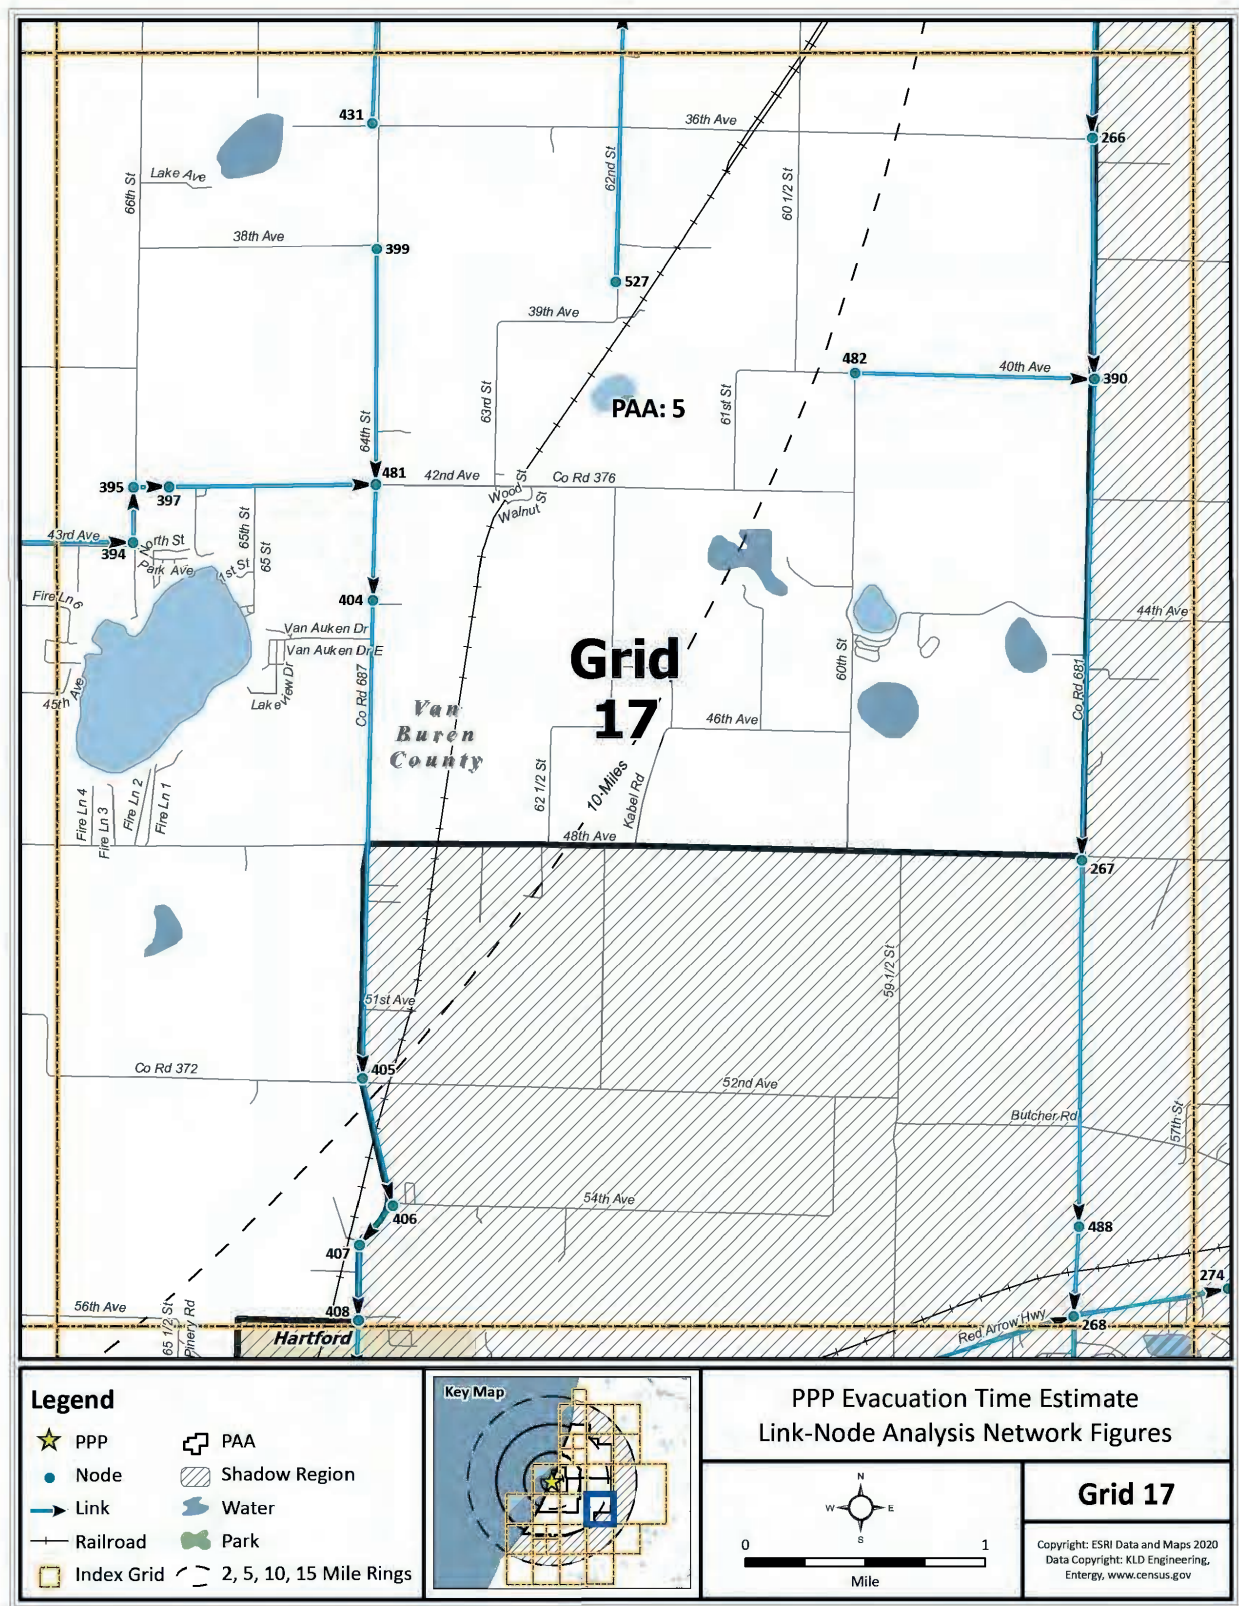 431
36th Ave
266
62nd St
60 1/2 St
66th St
Lake Ave
38th Ave
399
527
39th Ave
482
40th Ave
390
63rd St
PAA: 5
61st St
64th St
481
42nd Ave
Co Rd 376
395
397
Wood St
Walnut St
43rd Ave
394
North St
Park Ave
1st St
65th St
65 St
Fire Ln 6
404
44th Ave
Van Auken Dr
Van Auken Dr E
Grid
17
60th St
Co Rd 681
45th Ave
Lake
view Dr
Co Rd 687
Van
Buren
County
46th Ave
62 1/2 St
10-Miles
Kabel Rd
Fire Ln 4
Fire Ln 3
Fire Ln 2
Fire Ln 1
48th Ave
267
59 1/2 St
51st Ave
Co Rd 372
405
52nd Ave
Butcher Rd
57th St
54th Ave
406
488
407
274
56th Ave
65 1/2 St
Pinery Rd
408
Hartford
Red Arrow Hwy
268
Legend
PPP
PAA
Node
Shadow Region
Link
Water
Railroad
Park
Index Grid
2, 5, 10, 15 Mile Rings
Key Map
PPP Evacuation Time Estimate
Link-Node Analysis Network Figures
N
W
E
S
0
1
Mile
Grid 17
Copyright: ESRI Data and Maps 2020
Data Copyright: KLD Engineering,
Entergy, www.census.gov